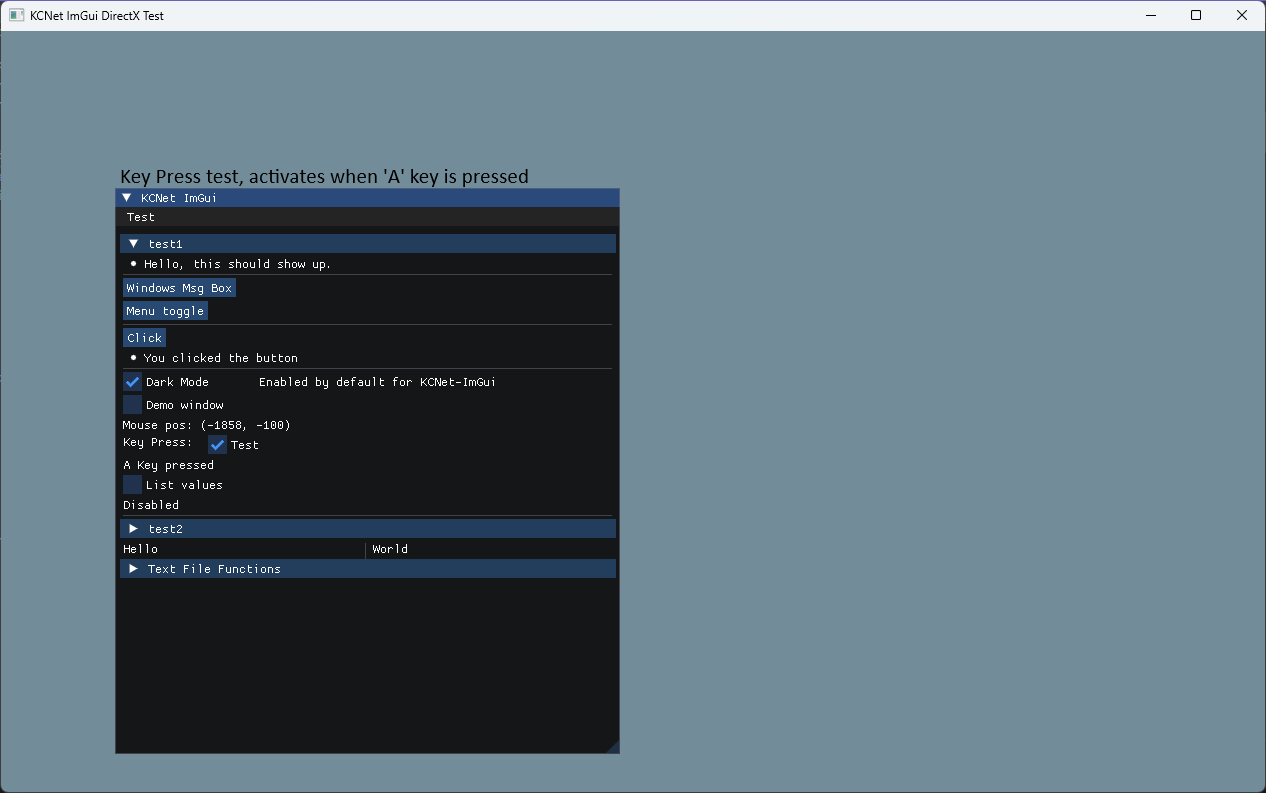 KCNet ImGui DirectX Test
Key Press test, activates when 'A' key is pressed
KCNet ImGui
Test
test1
Hello, this should show up.
Windows Msg Box
Menu toggle
Click
You clicked the button
Dark Mode Enabled by default for KCNet-ImGui
Demo window
Mouse pos: (-1858, -100)
Key Press: Test
A Key pressed
List values
Disabled
test2
Hello World
Text File Functions